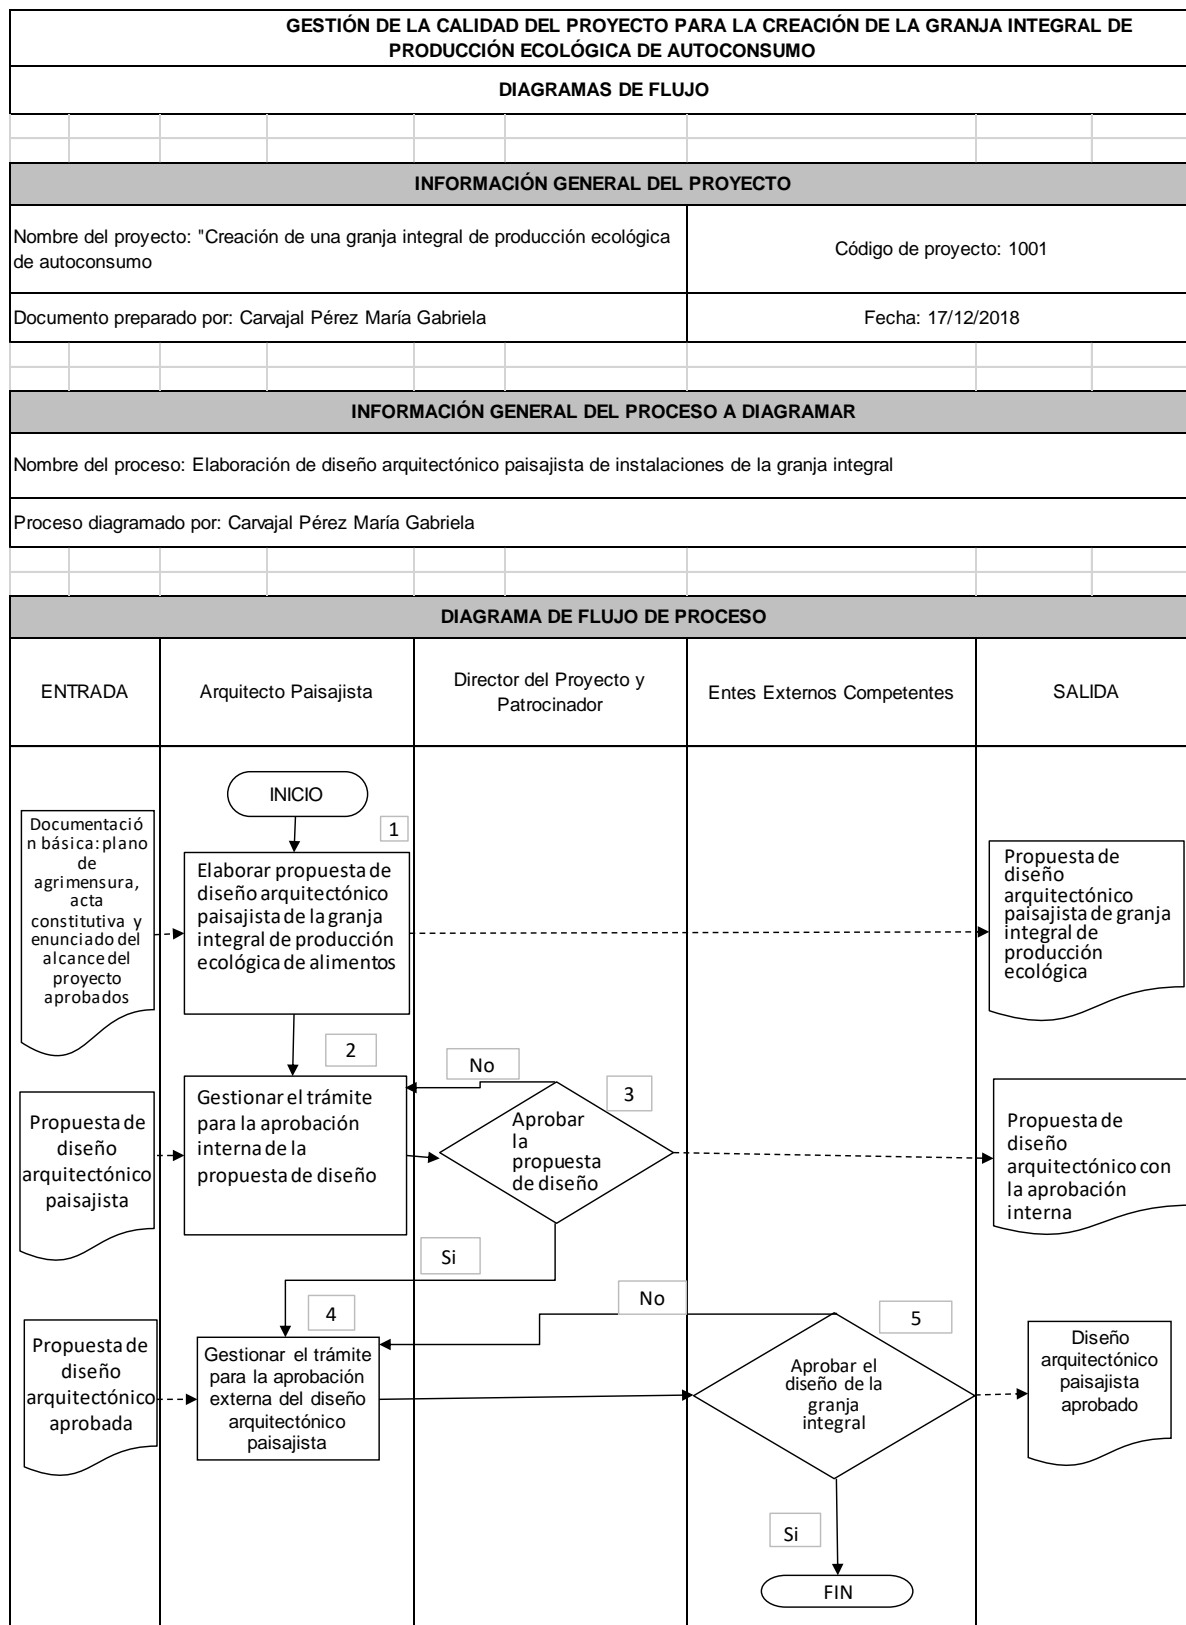 GESTIÓN DE LA CALIDAD DEL PROYECTO PARA LA CREACIÓN DE LA GRANJA INTEGRAL DE
PRODUCCIÓN ECOLÓGICA DE AUTOCONSUMO
DIAGRAMAS DE FLUJO
INFORMACIÓN GENERAL DEL PROYECTO
Nombre del proyecto: "Creación de una granja integral de producción ecológica
de autoconsumo
Código de proyecto: 1001
Documento preparado por: Carvajal Pérez María Gabriela
Fecha: 17/12/2018
INFORMACIÓN GENERAL DEL PROCESO A DIAGRAMAR
Nombre del proceso: Elaboración de diseño arquitectónico paisajista de instalaciones de la granja integral
Proceso diagramado por: Carvajal Pérez María Gabriela
DIAGRAMA DE FLUJO DE PROCESO
ENTRADA
Arquitecto Paisajista
Director del Proyecto y
Patrocinador
Entes Externos Competentes
SALIDA
INICIO
1
Documentació
n básica: plano
de
agrimensura,
acta
constitutiva y
enunciado del
alcance del
proyecto
aprobados
Elaborar propuesta de
diseño arquitectónico
paisajista de la granja
integral de producción
ecológica de alimentos
Propuesta de
diseño
arquitectónico
paisajista de granja
integral de
producción
ecológica
2
No
3
Propuesta de
diseño
arquitectónico
paisajista
Gestionar el trámite
para la aprobación
interna de la
propuesta de diseño
Aprobar
la
propuesta
de diseño
Propuesta de
diseño
arquitectónico con
la aprobación
interna
Si
4
No
5
Propuesta de
diseño
arquitectónico
aprobada
Gestionar el trámite
para la aprobación
externa del diseño
arquitectónico
paisajista
Aprobar el
diseño de la
granja
integral
Diseño
arquitectónico
paisajista
aprobado
Si
FIN